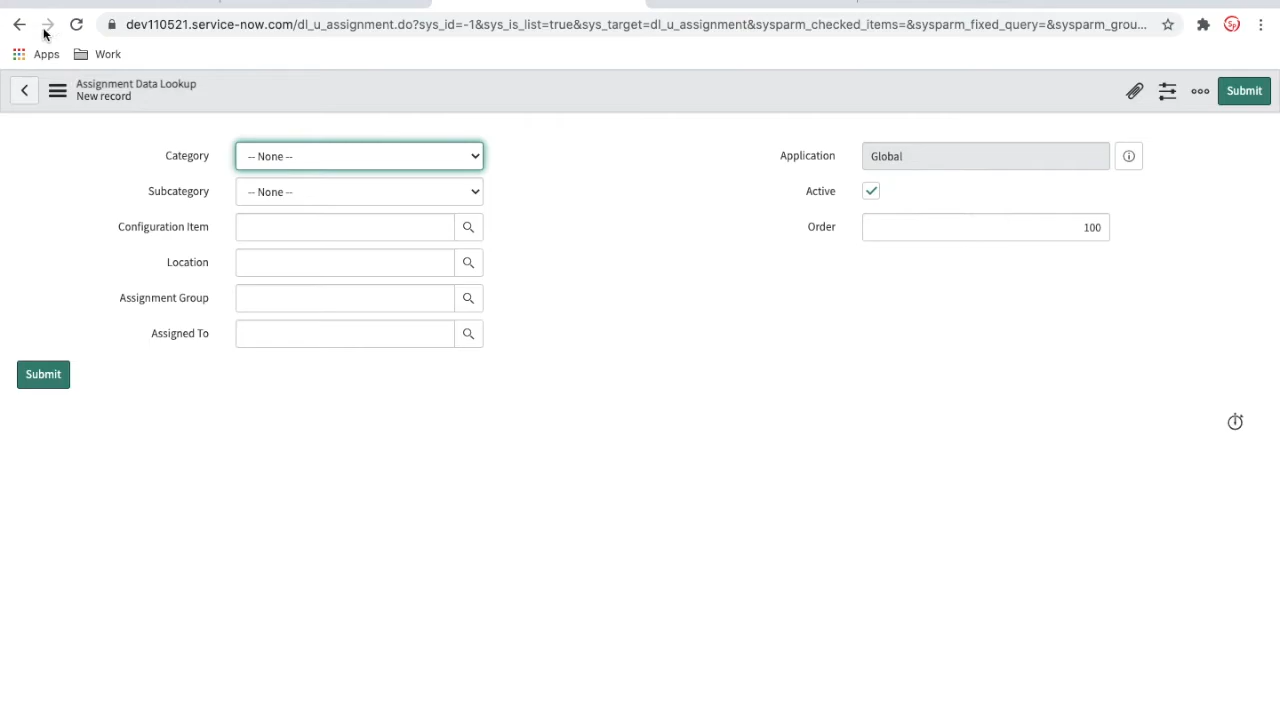 dev110521.service-now.com/dl_u_assignment.do?sys_id=-1&sys_is_list=true&sys_target=dl_u_assignment&sysparm_checked_items=&sysparm_fixed_query=&sysparm_grou...
Sp
Apps
Work
Assignment Data Lookup
New record
Submit
Category
-- None --
Application
Global
Subcategory
-- None --
Active
Configuration Item
Order
100
Location
Assignment Group
Assigned To
Submit